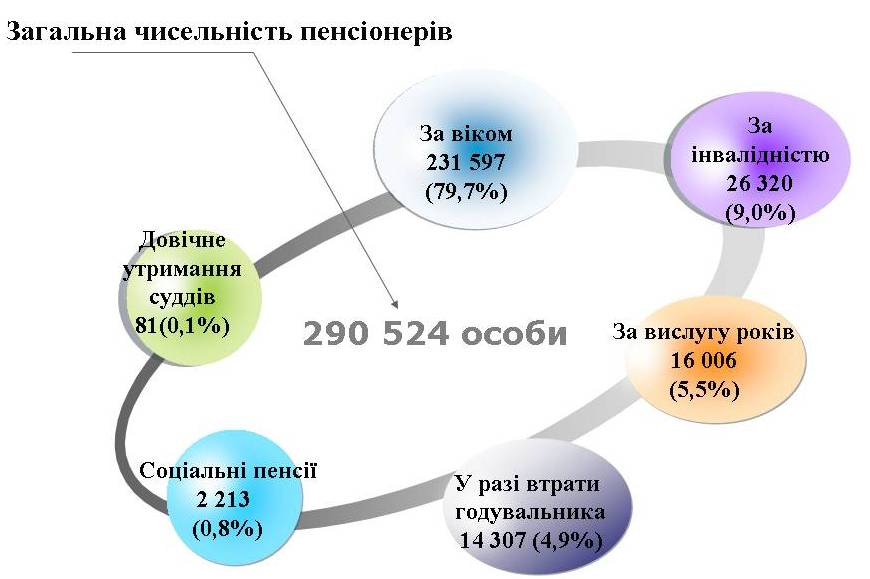 Загальна чисельність пенсіонерів
За віком
231 597
(79,7%)
За
інвалідністю
26 320
(9,0%)
Довічне
утримання
суддів
81(0,1%)
290 524 особи
За вислугу років
16 006
(5,5%)
Соціальні пенсії
2 213
(0,8%)
У разі втрати
годувальника
14 307 (4,9%)